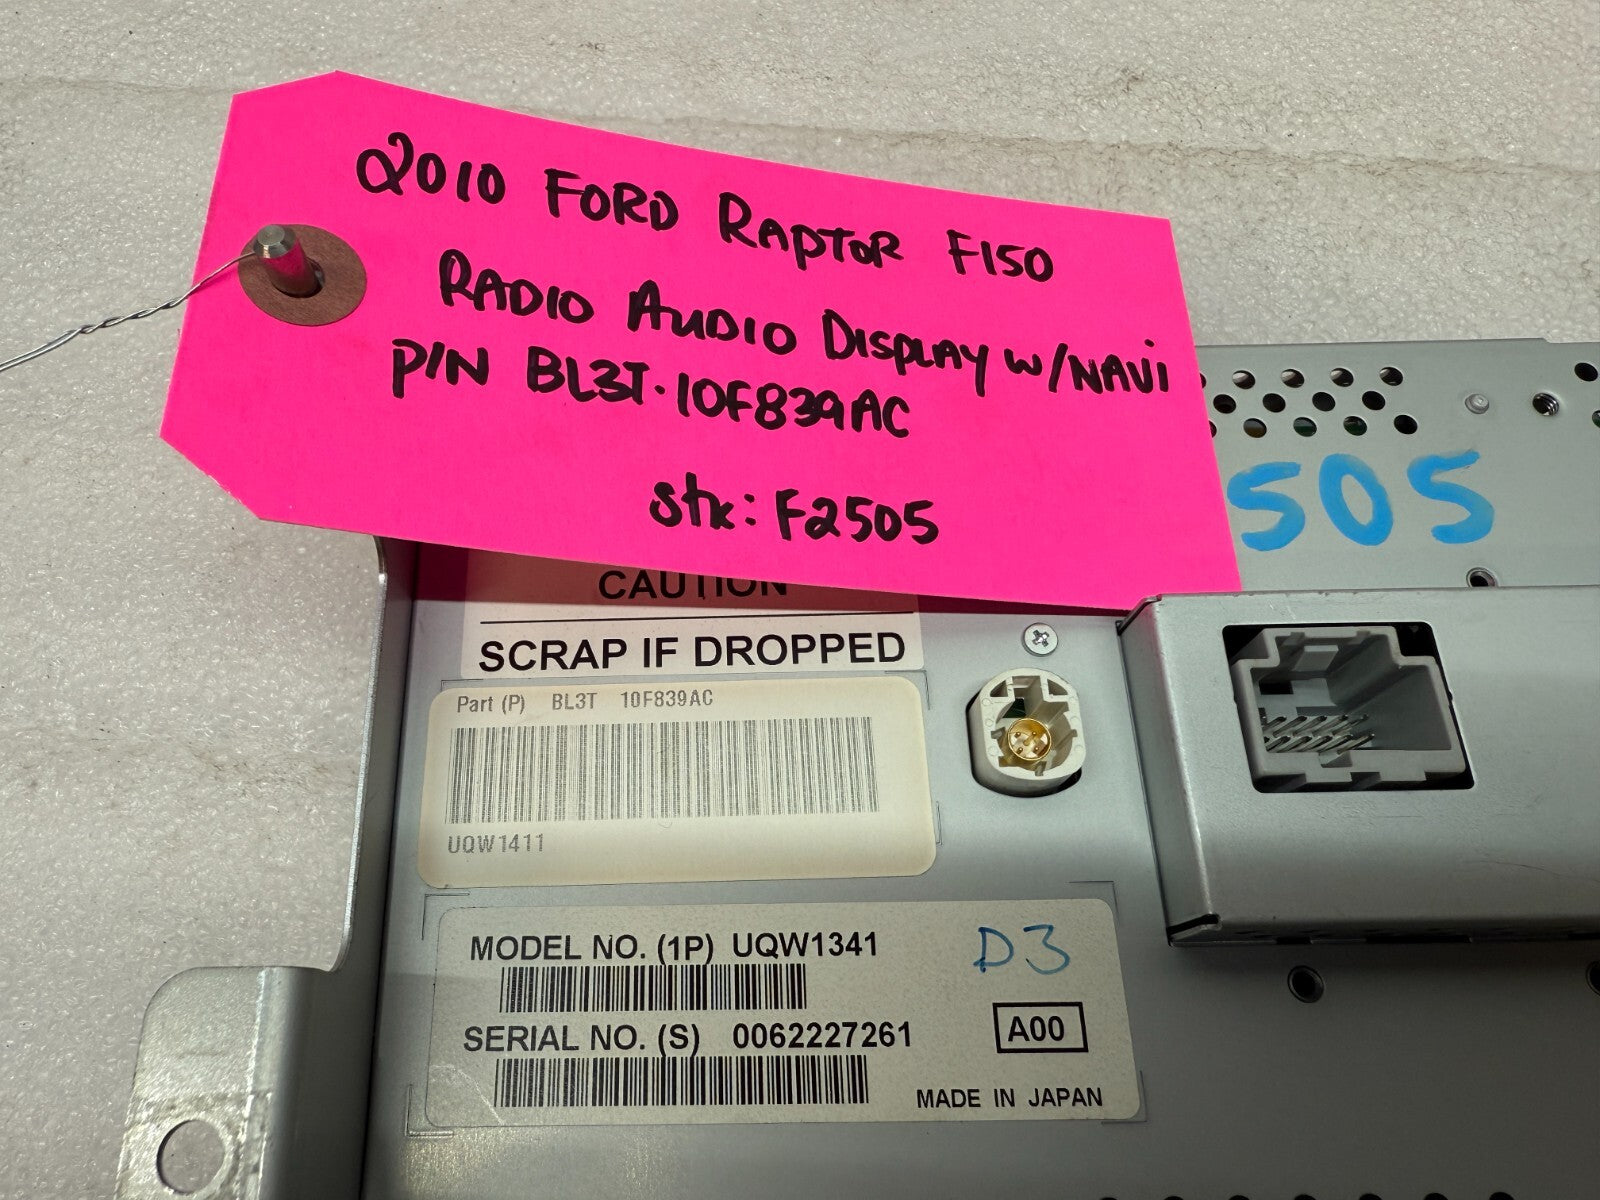 2010 FORD RAPTOR F150
RADIO AUDIO DISPLAY W/NAVI
P/N BL3T-10F839AC
Stk: F2505
505
CAUTION
SCRAP IF DROPPED
Part (P) BL3T 10F839AC
UQW1411
MODEL NO. (1P) UQW1341
D3
SERIAL NO. (S) 0062227261
A00
MADE IN JAPAN